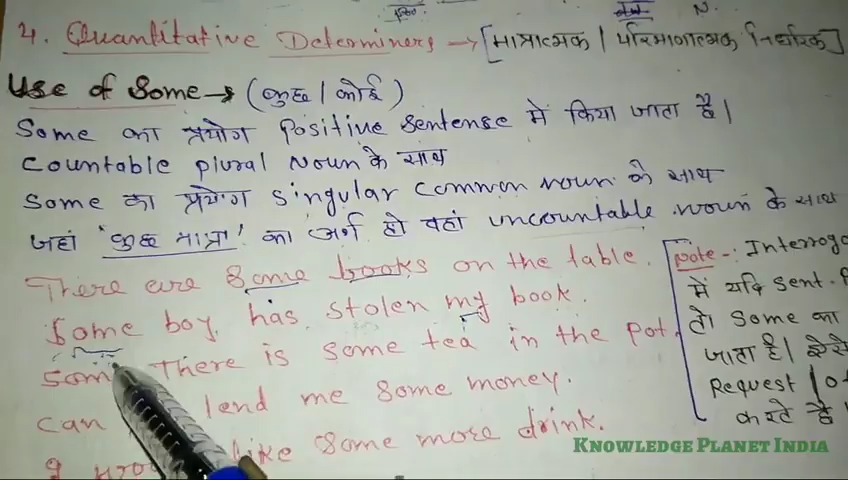 4. Quantitative Determiners → [मात्रात्मक / परिमाणात्मक निर्धारक]
Use of Some → (कुछ / कोई)
Some का प्रयोग Positive Sentense में किया जाता है।
Countable plural Noun के साथ
Some का प्रयोग Singular Common noun के साथ
जहां 'कुछ मात्रा' का अर्थ हो वहां uncountable noun के साथ
There are Some books on the table.
Some boy has stolen my book.
Some There is some tea in the pot.
Can lend me Some money.
like Some more drink.
Note -: Interroga
में यदि Sent.
तो Some का
जाता है।
Request / o
करते है
KNOWLEDGE PLANET INDIA